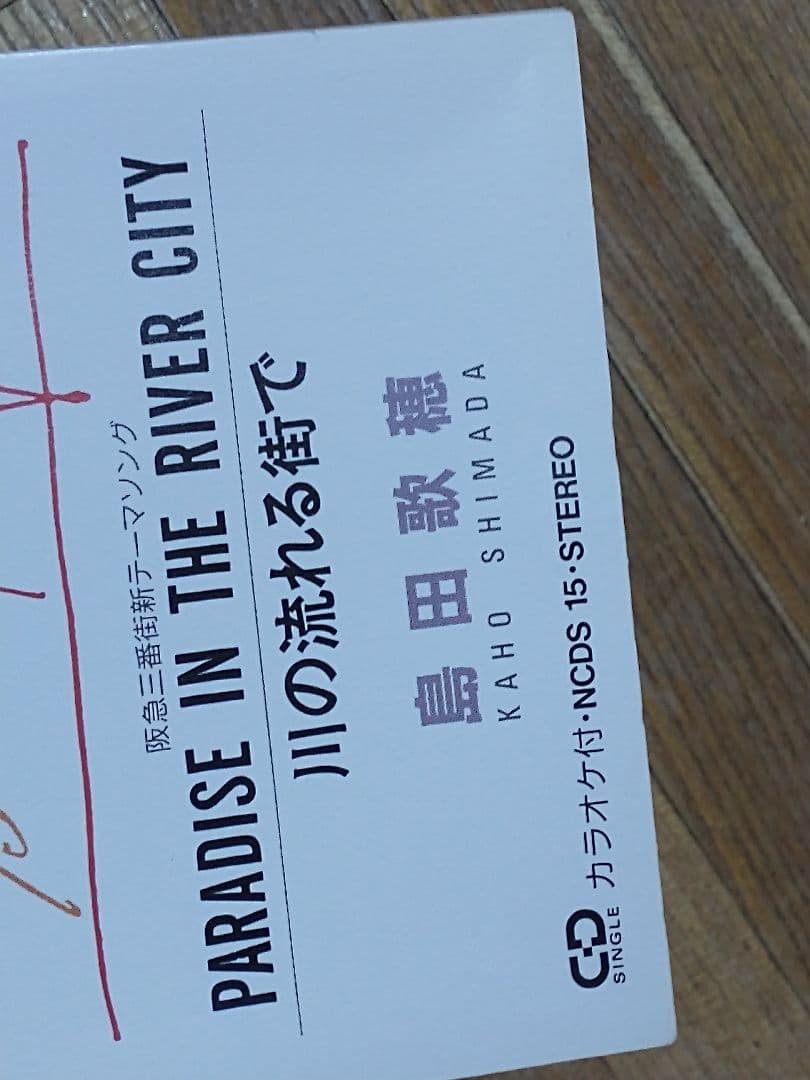 阪急三番街新テーマソング
PARADISE IN THE RIVER CITY
川の流れる街で
島田歌穂
KAHO SHIMADA
CD カラオケ付・NCDS 15・STEREO
SINGLE